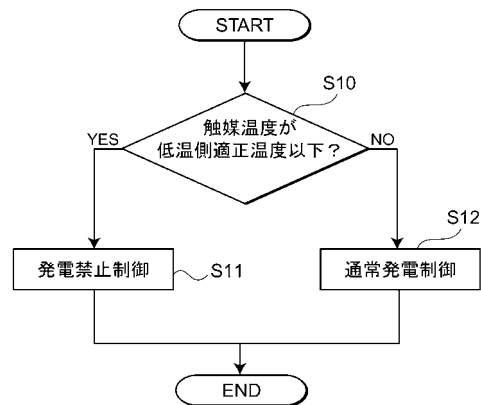 START
S10
触媒温度が
低温側適正温度以下？
YES
NO
S12
発電禁止制御
S11
通常発電制御
END